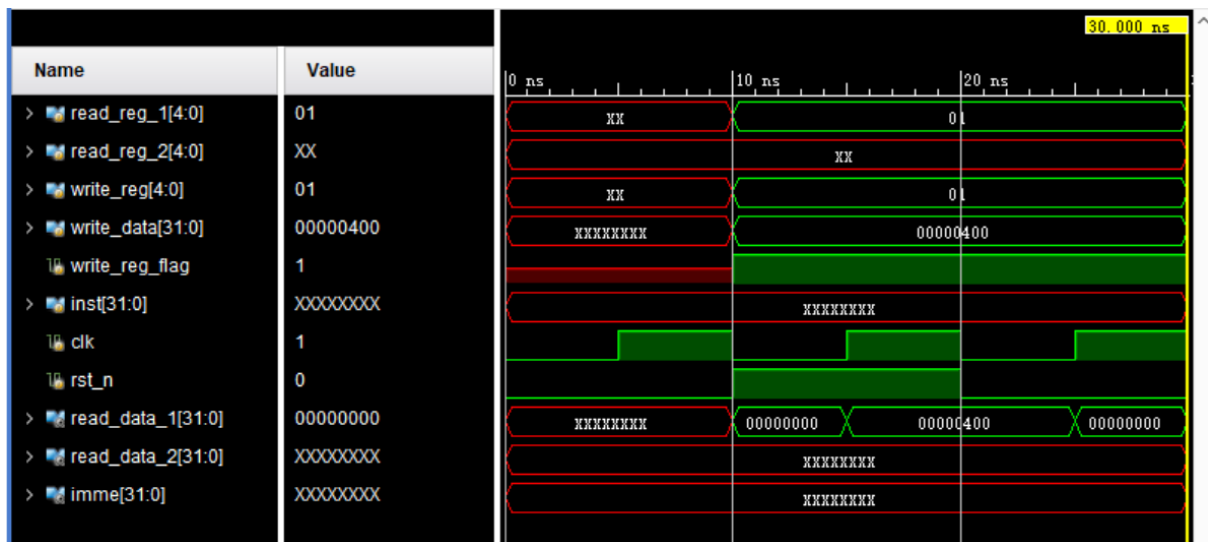 30.000 ns
Name Value
0 ns 10 ns 20 ns
read_reg_1[4:0] 01 XX 01
read_reg_2[4:0] XX XX
write_reg[4:0] 01 XX 01
write_data[31:0] 00000400 XXXXXXXX 00000400
write_reg_flag 1
inst[31:0] XXXXXXXX XXXXXXXX
clk 1
rst_n 0
read_data_1[31:0] 00000000 XXXXXXXX 00000000 00000400 00000000
read_data_2[31:0] XXXXXXXX XXXXXXXX
imme[31:0] XXXXXXXX XXXXXXXX